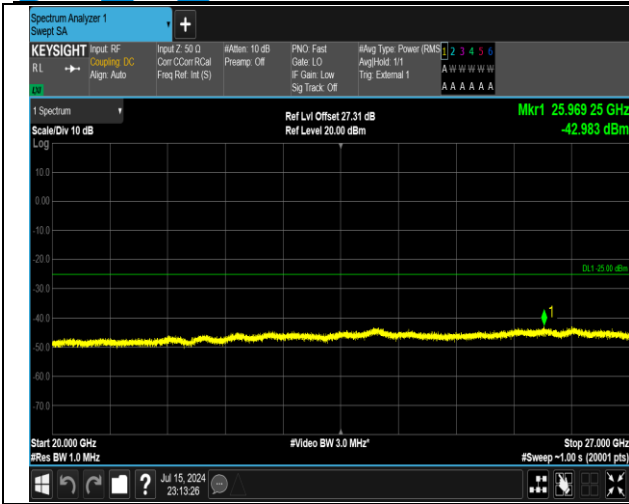 Spectrum Analyzer 1
Swept SA
+
KEYSIGHT
RL
LXI
Input: RF
Coupling: DC
Align: Auto
Input Z: 50 Ω
Corr CCorr RCal
Freq Ref: Int (S)
#Atten: 10 dB
Preamp: Off
PNO: Fast
Gate: LO
IF Gain: Low
Sig Track: Off
#Avg Type: Power (RMS
Avg|Hold: 1/1
Trig: External 1
1 2 3 4 5 6
A W W W W W
A A A A A A
1 Spectrum
Scale/Div 10 dB
Log
Ref Lvl Offset 27.31 dB
Ref Level 20.00 dBm
Mkr1 25.969 25 GHz
-42.983 dBm
10.0
0.00
-10.0
-20.0
DL1 -25.00 dBm
-30.0
-40.0
1
-50.0
-60.0
-70.0
Start 20.000 GHz
#Res BW 1.0 MHz
#Video BW 3.0 MHz*
Stop 27.000 GHz
#Sweep ~1.00 s (20001 pts)
?
Jul 15, 2024
23:13:26